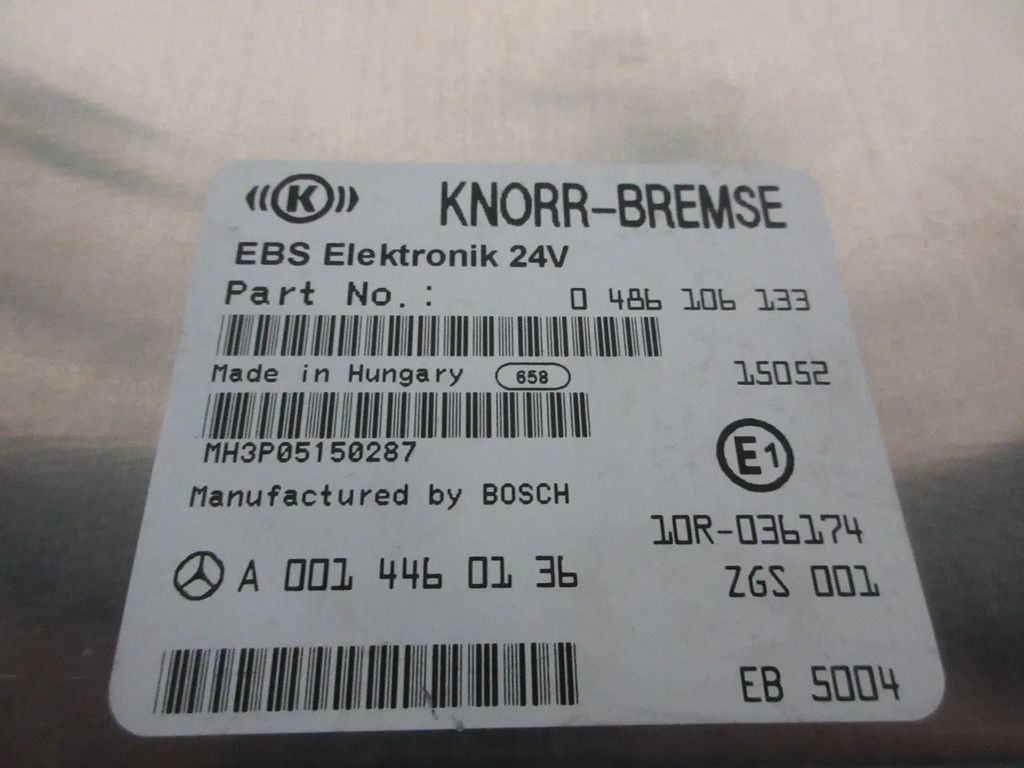 K KNORR-BREMSE
EBS Elektronik 24V
Part No.: 0 486 106 133
Made in Hungary 658 15052
MH3P05150287
E1
Manufactured by BOSCH
10R-036174
A 001 446 01 36 ZGS 001
EB 5004